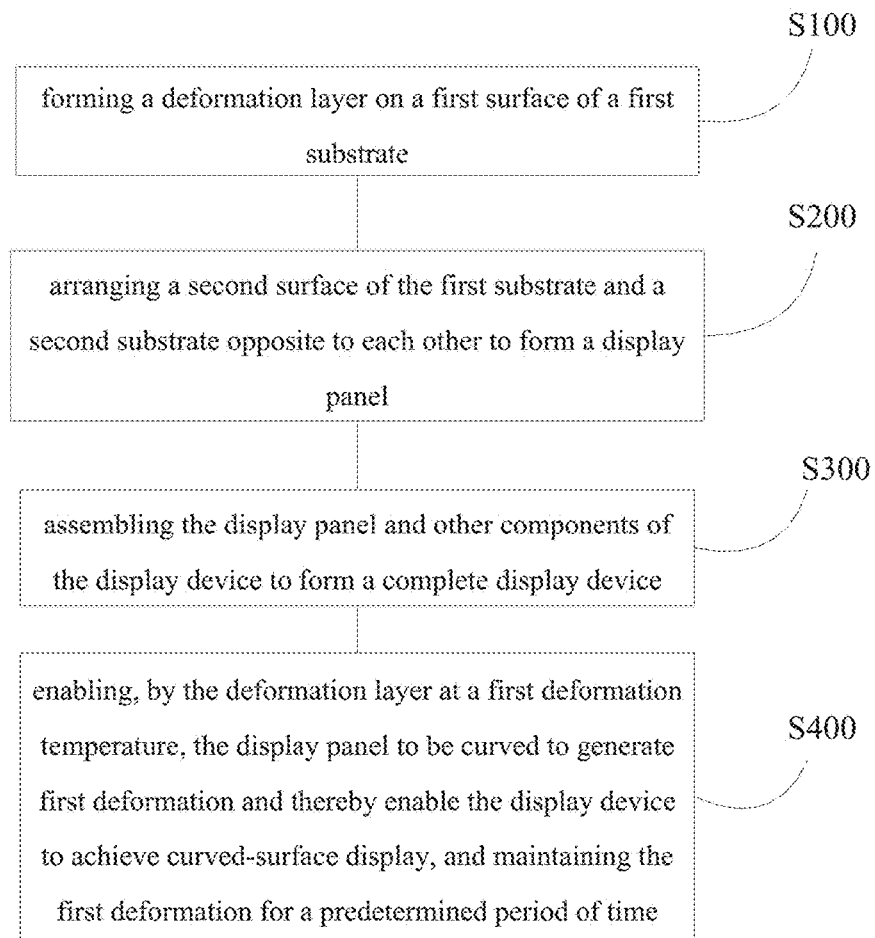 S100
forming a deformation layer on a first surface of a first
substrate
S200
arranging a second surface of the first substrate and a
second substrate opposite to each other to form a display
panel
S300
assembling the display panel and other components of
the display device to form a complete display device
S400
enabling, by the deformation layer at a first deformation
temperature, the display panel to be curved to generate
first deformation and thereby enable the display device
to achieve curved-surface display, and maintaining the
first deformation for a predetermined period of time